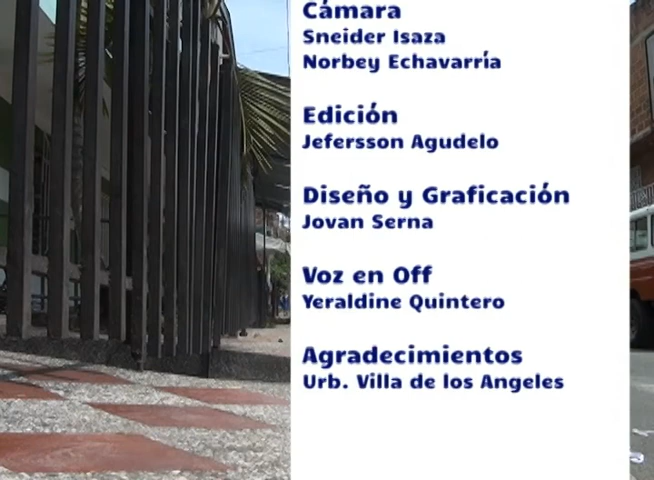 Cámara
Sneider Isaza
Norbey Echavarría
Edición
Jefersson Agudelo
Diseño y Graficación
Jovan Serna
Voz en Off
Yeraldine Quintero
Agradecimientos
Urb. Villa de los Angeles